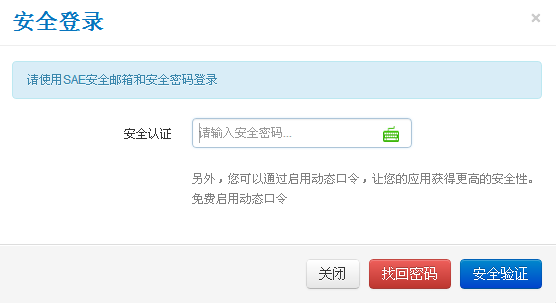 安全登录
×
请使用SAE安全邮箱和安全密码登录
安全认证
请输入安全密码...
另外，您可以通过启用动态口令，让您的应用获得更高的安全性。
免费启用动态口令
关闭
找回密码
安全验证